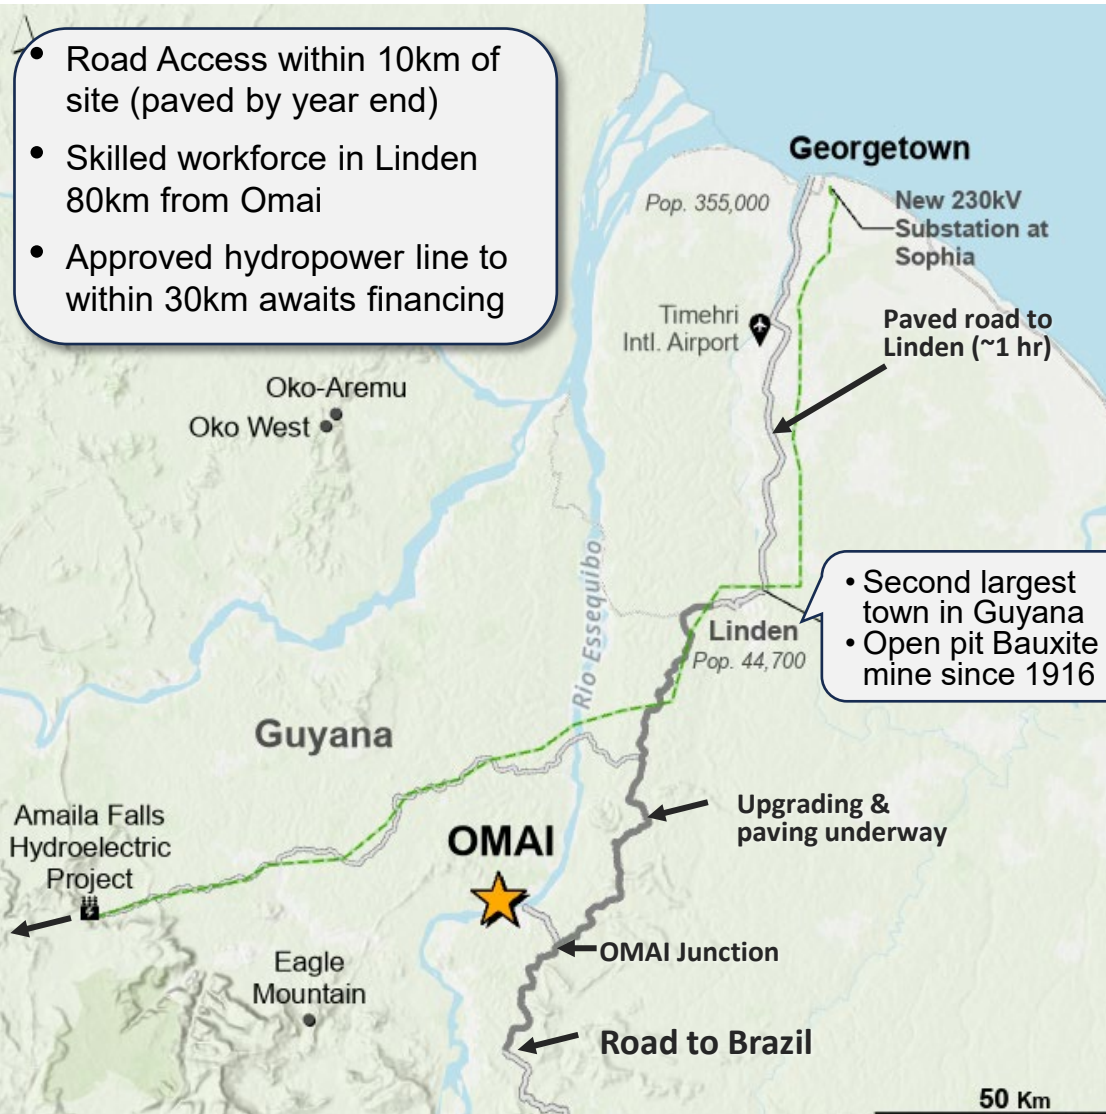 • Road Access within 10km of
site (paved by year end)
• Skilled workforce in Linden
80km from Omai
• Approved hydropower line to
within 30km awaits financing
Georgetown
Pop. 355,000
New 230kV
Substation at
Sophia
Timehri
Intl. Airport
Paved road to
Linden (~1 hr)
Oko-Aremu
Oko West
Rio Essequibo
• Second largest
town in Guyana
• Open pit Bauxite
mine since 1916
Linden
Pop. 44,700
Guyana
Amaila Falls
Hydroelectric
Project
OMAI
Upgrading &
paving underway
OMAI Junction
Eagle
Mountain
Road to Brazil
50 Km